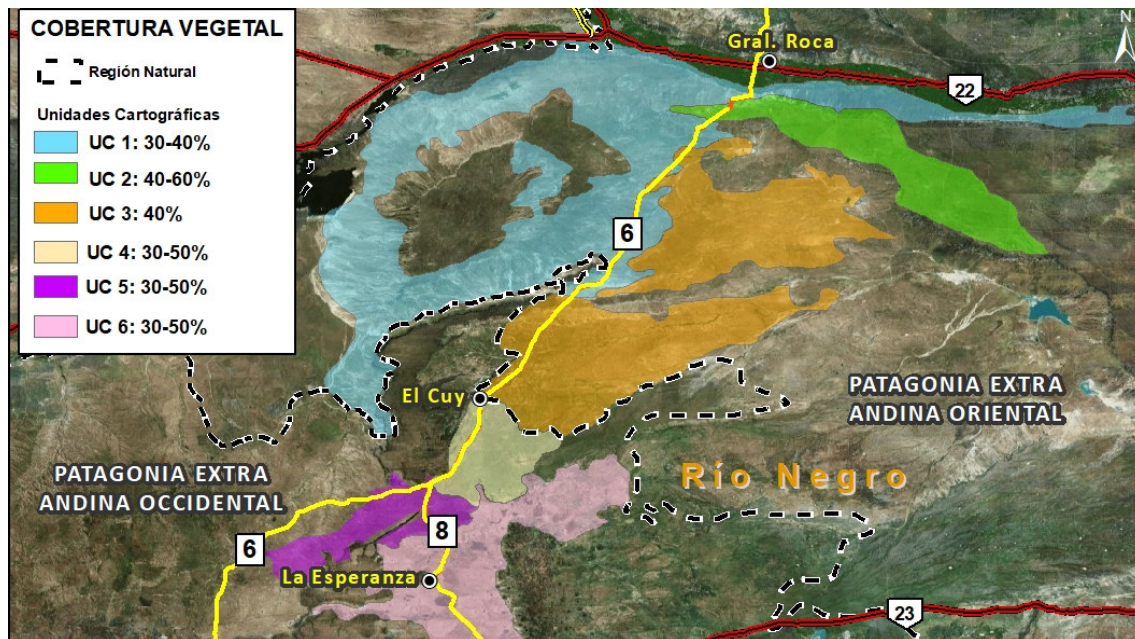 COBERTURA VEGETAL
Región Natural
Unidades Cartográficas
UC 1: 30-40%
UC 2: 40-60%
UC 3: 40%
UC 4: 30-50%
UC 5: 30-50%
UC 6: 30-50%
N
Gral. Roca
22
6
El Cuy
PATAGONIA EXTRA
ANDINA ORIENTAL
PATAGONIA EXTRA
ANDINA OCCIDENTAL
Río Negro
8
6
La Esperanza
23